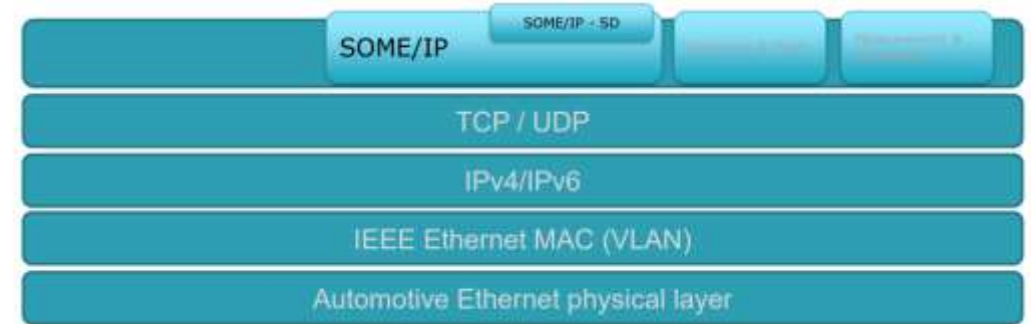 SOME/IP - SD
SOME/IP
TCP / UDP
IPv4/IPv6
IEEE Ethernet MAC (VLAN)
Automotive Ethernet physical layer